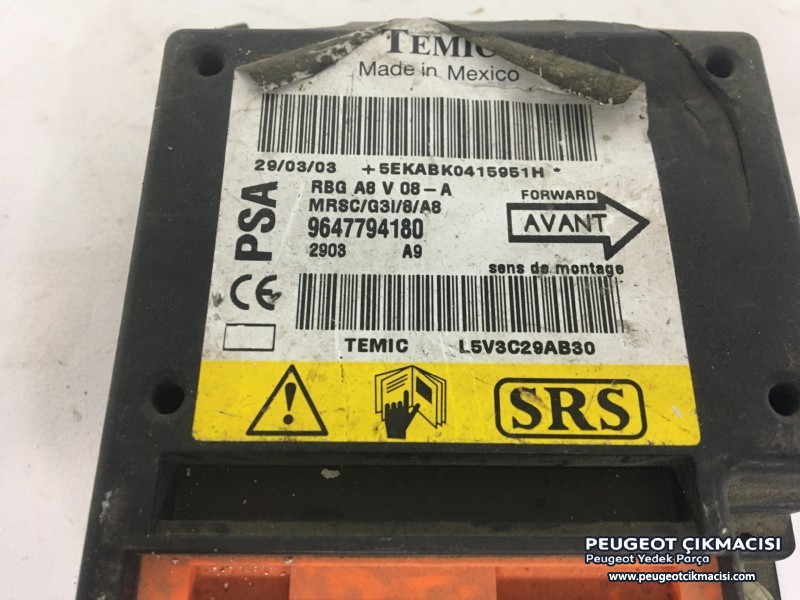 TEMIC
Made in Mexico
29/03/03 +5EKABK0415951H*
RBG A8 V 08-A
MRSC/G3I/8/A8
9647794180
2903 A9
PSA
CE
FORWARD
AVANT
sens de montage
TEMIC L5V3C29AB30
SRS
PEUGEOT ÇIKMACISI
Peugeot Yedek Parça
www.peugeotcikmacisi.com